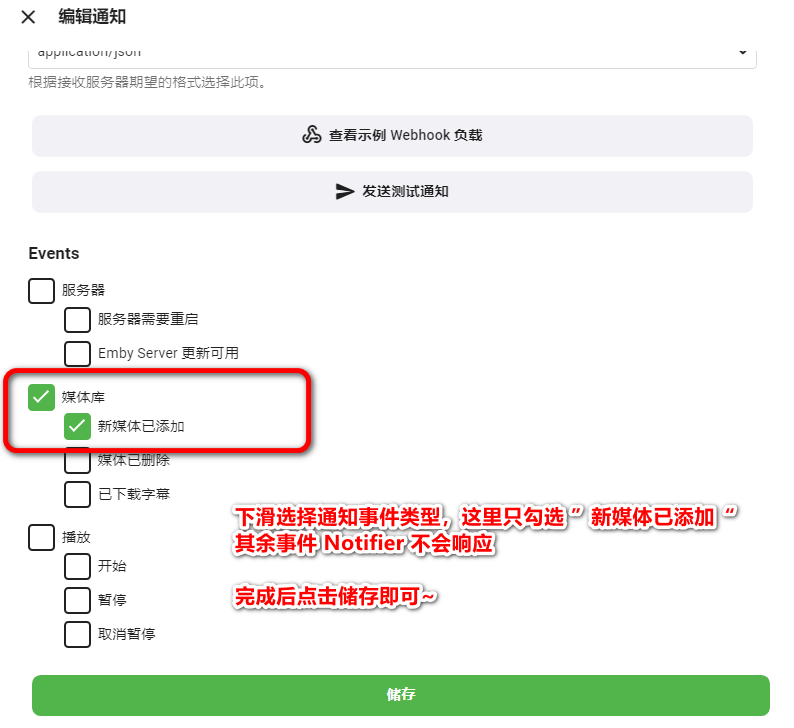 编辑通知
application/json
根据接收服务器期望的格式选择此项。
查看示例 Webhook 负载
发送测试通知
Events
服务器
服务器需要重启
Emby Server 更新可用
媒体库
新媒体已添加
媒体已删除
已下载字幕
下滑选择通知事件类型，这里只勾选 ”新媒体已添加“
其余事件 Notifier 不会响应
播放
开始
完成后点击储存即可~
暂停
取消暂停
储存